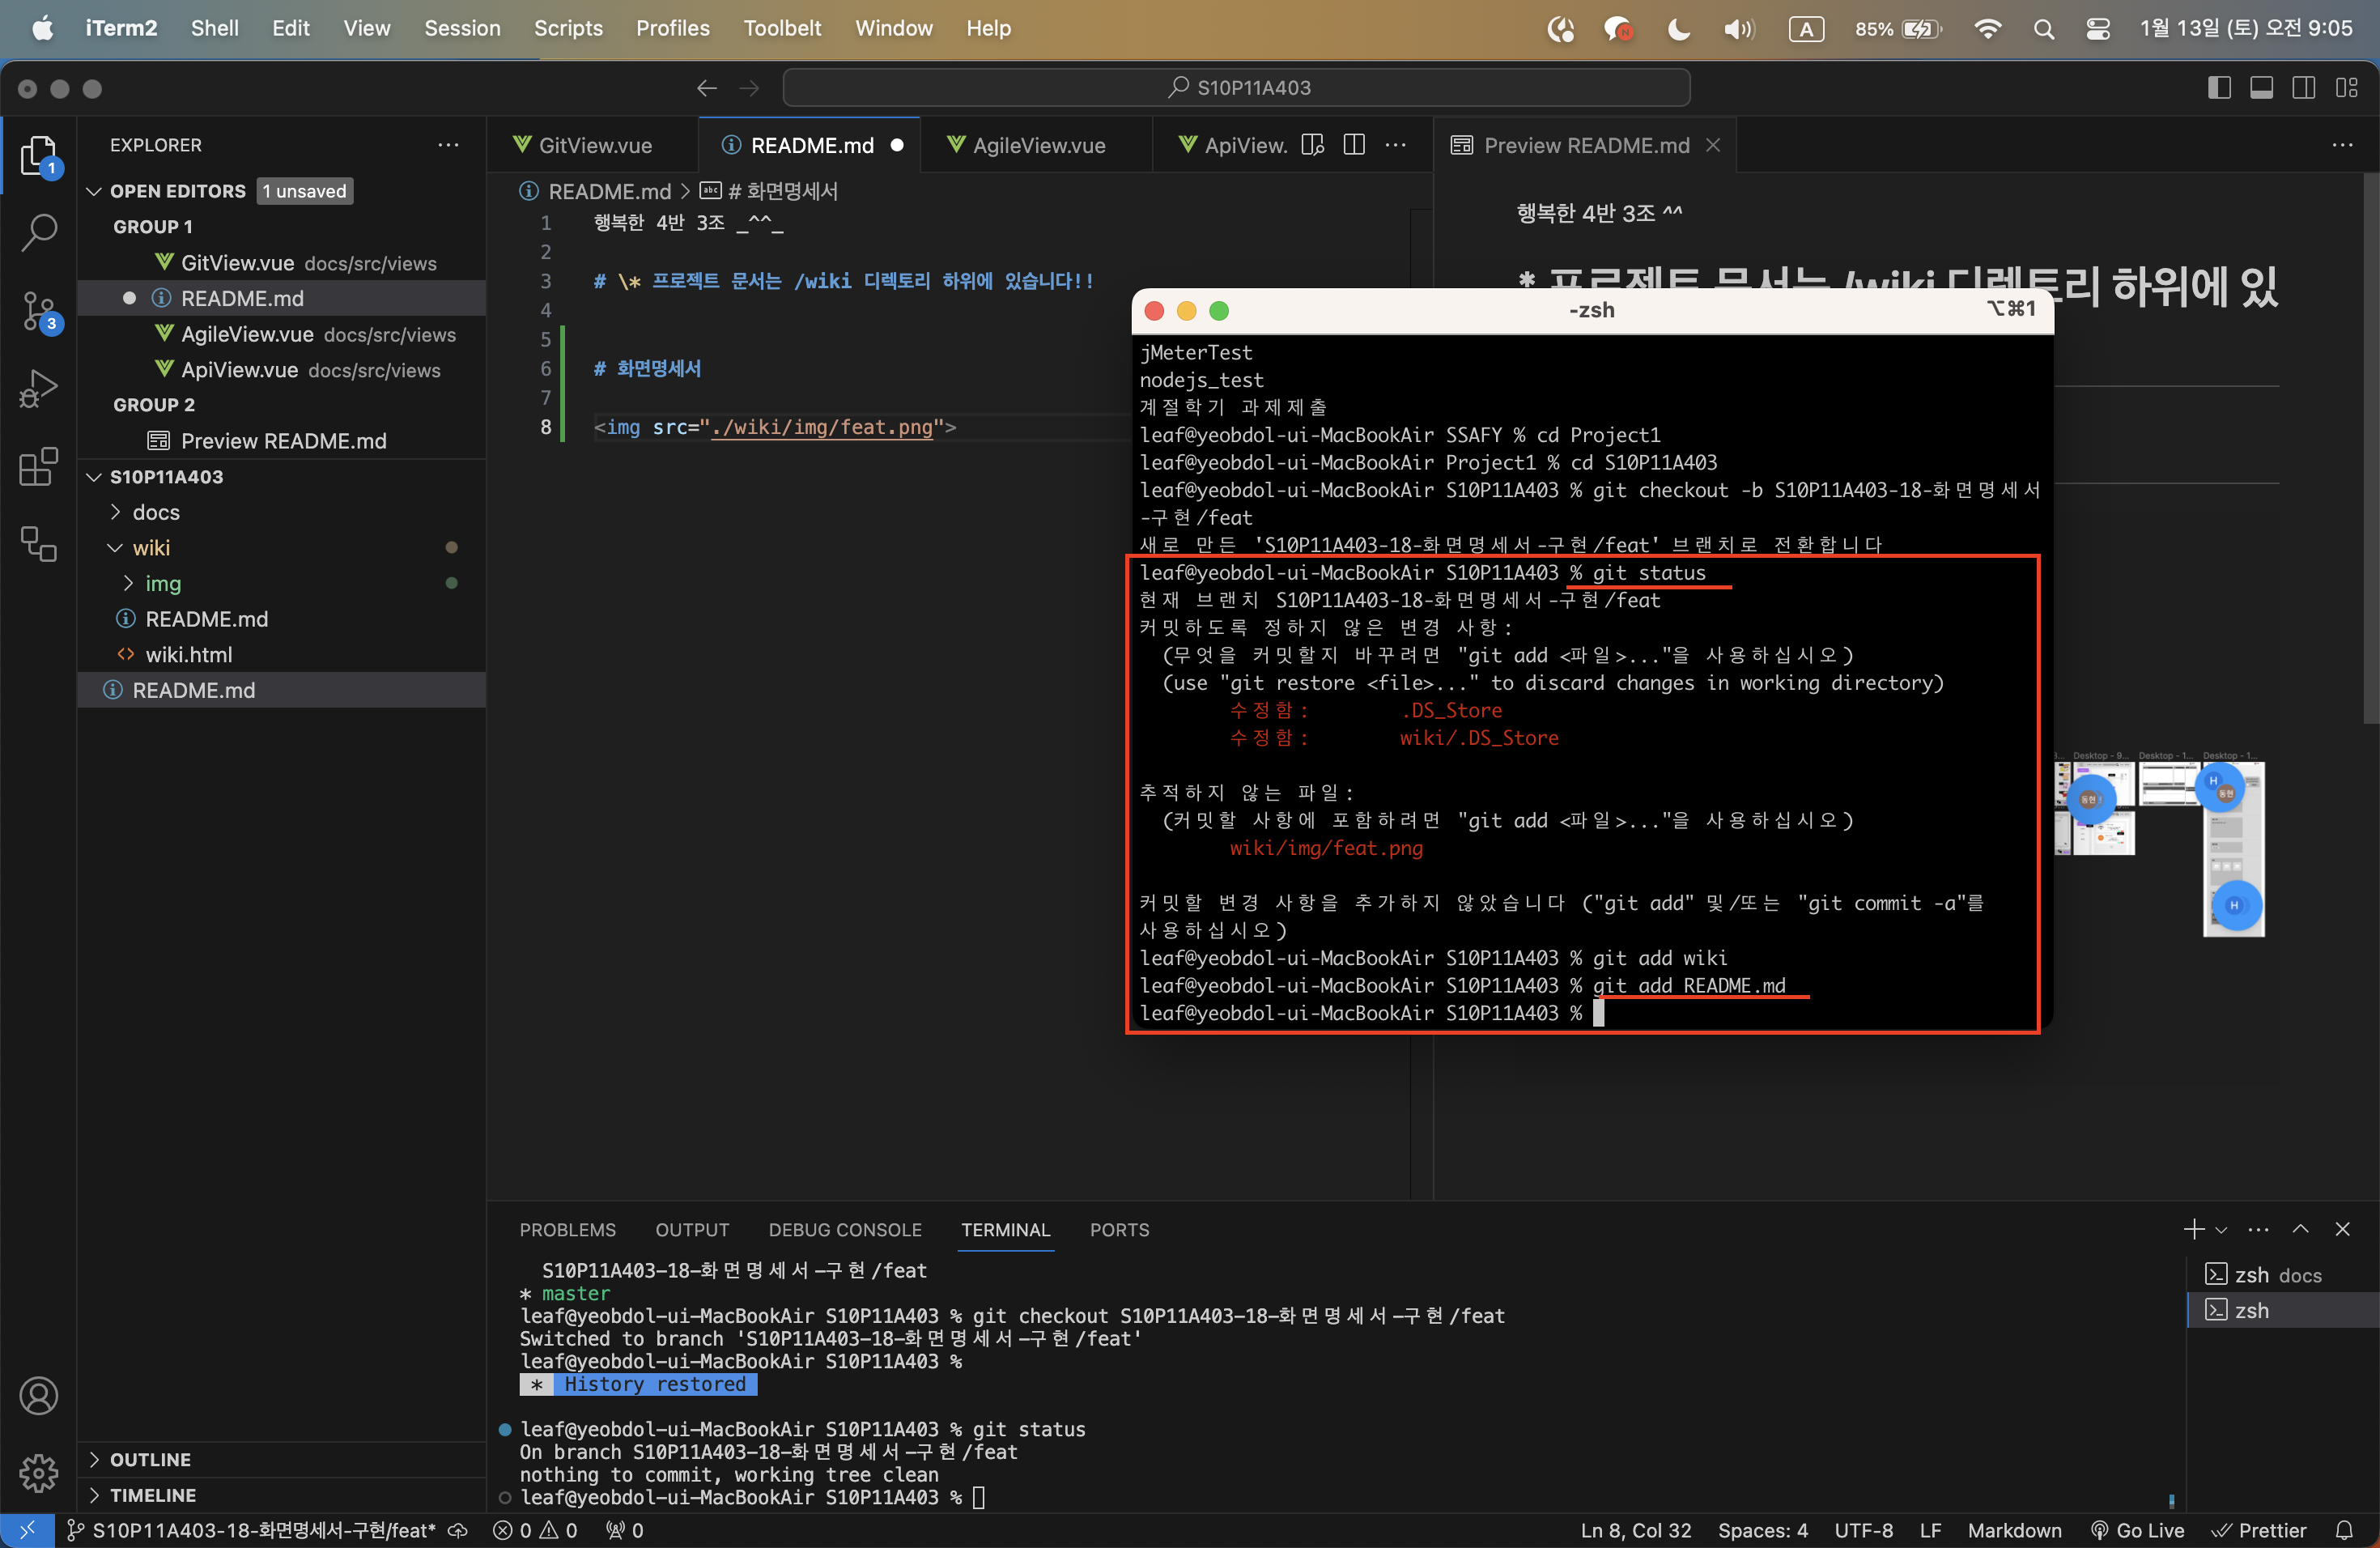 iTerm2 Shell Edit View Session Scripts Profiles Toolbelt Window Help
A 85% 1월 13일 (토) 오전 9:05
S10P11A403
EXPLORER
OPEN EDITORS 1 unsaved
GROUP 1
GitView.vue docs/src/views
README.md
AgileView.vue docs/src/views
ApiView.vue docs/src/views
GROUP 2
Preview README.md
S10P11A403
docs
wiki
img
README.md
wiki.html
README.md
OUTLINE
TIMELINE
1
3
GitView.vue README.md AgileView.vue ApiView.
README.md > # 화면명세서
1 행복한 4반 3조 _^^_
2
3 # \* 프로젝트 문서는 /wiki 디렉토리 하위에 있습니다!!
4
5
6 # 화면명세서
7
8 <img src="./wiki/img/feat.png">
Preview README.md
행복한 4반 3조 ^^
* 프로젝트 문서는 /wiki 디렉토리 하위에 있
Desktop - 9... Desktop - 1... Desktop - 1...
동현
H
동현
H
-zsh ⌥⌘1
jMeterTest
nodejs_test
계절학기 과제제출
leaf@yeobdol-ui-MacBookAir SSAFY % cd Project1
leaf@yeobdol-ui-MacBookAir Project1 % cd S10P11A403
leaf@yeobdol-ui-MacBookAir S10P11A403 % git checkout -b S10P11A403-18-화면명세서
-구현/feat
새로 만든 'S10P11A403-18-화면명세서-구현/feat' 브랜치로 전환합니다
leaf@yeobdol-ui-MacBookAir S10P11A403 % git status
현재 브랜치 S10P11A403-18-화면명세서-구현/feat
커밋하도록 정하지 않은 변경 사항:
(무엇을 커밋할지 바꾸려면 "git add <파일>..."을 사용하십시오)
(use "git restore <file>..." to discard changes in working directory)
수정함: .DS_Store
수정함: wiki/.DS_Store
추적하지 않는 파일:
(커밋할 사항에 포함하려면 "git add <파일>..."을 사용하십시오)
wiki/img/feat.png
커밋할 변경 사항을 추가하지 않았습니다 ("git add" 및/또는 "git commit -a"를
사용하십시오)
leaf@yeobdol-ui-MacBookAir S10P11A403 % git add wiki
leaf@yeobdol-ui-MacBookAir S10P11A403 % git add README.md
leaf@yeobdol-ui-MacBookAir S10P11A403 %
PROBLEMS OUTPUT DEBUG CONSOLE TERMINAL PORTS
S10P11A403-18-화면명세서-구현/feat
* master
leaf@yeobdol-ui-MacBookAir S10P11A403 % git checkout S10P11A403-18-화면명세서-구현/feat
Switched to branch 'S10P11A403-18-화면명세서-구현/feat'
leaf@yeobdol-ui-MacBookAir S10P11A403 %
* History restored
leaf@yeobdol-ui-MacBookAir S10P11A403 % git status
On branch S10P11A403-18-화면명세서-구현/feat
nothing to commit, working tree clean
leaf@yeobdol-ui-MacBookAir S10P11A403 %
zsh docs
zsh
S10P11A403-18-화면명세서-구현/feat* 0 0 0
Ln 8, Col 32 Spaces: 4 UTF-8 LF Markdown Go Live Prettier